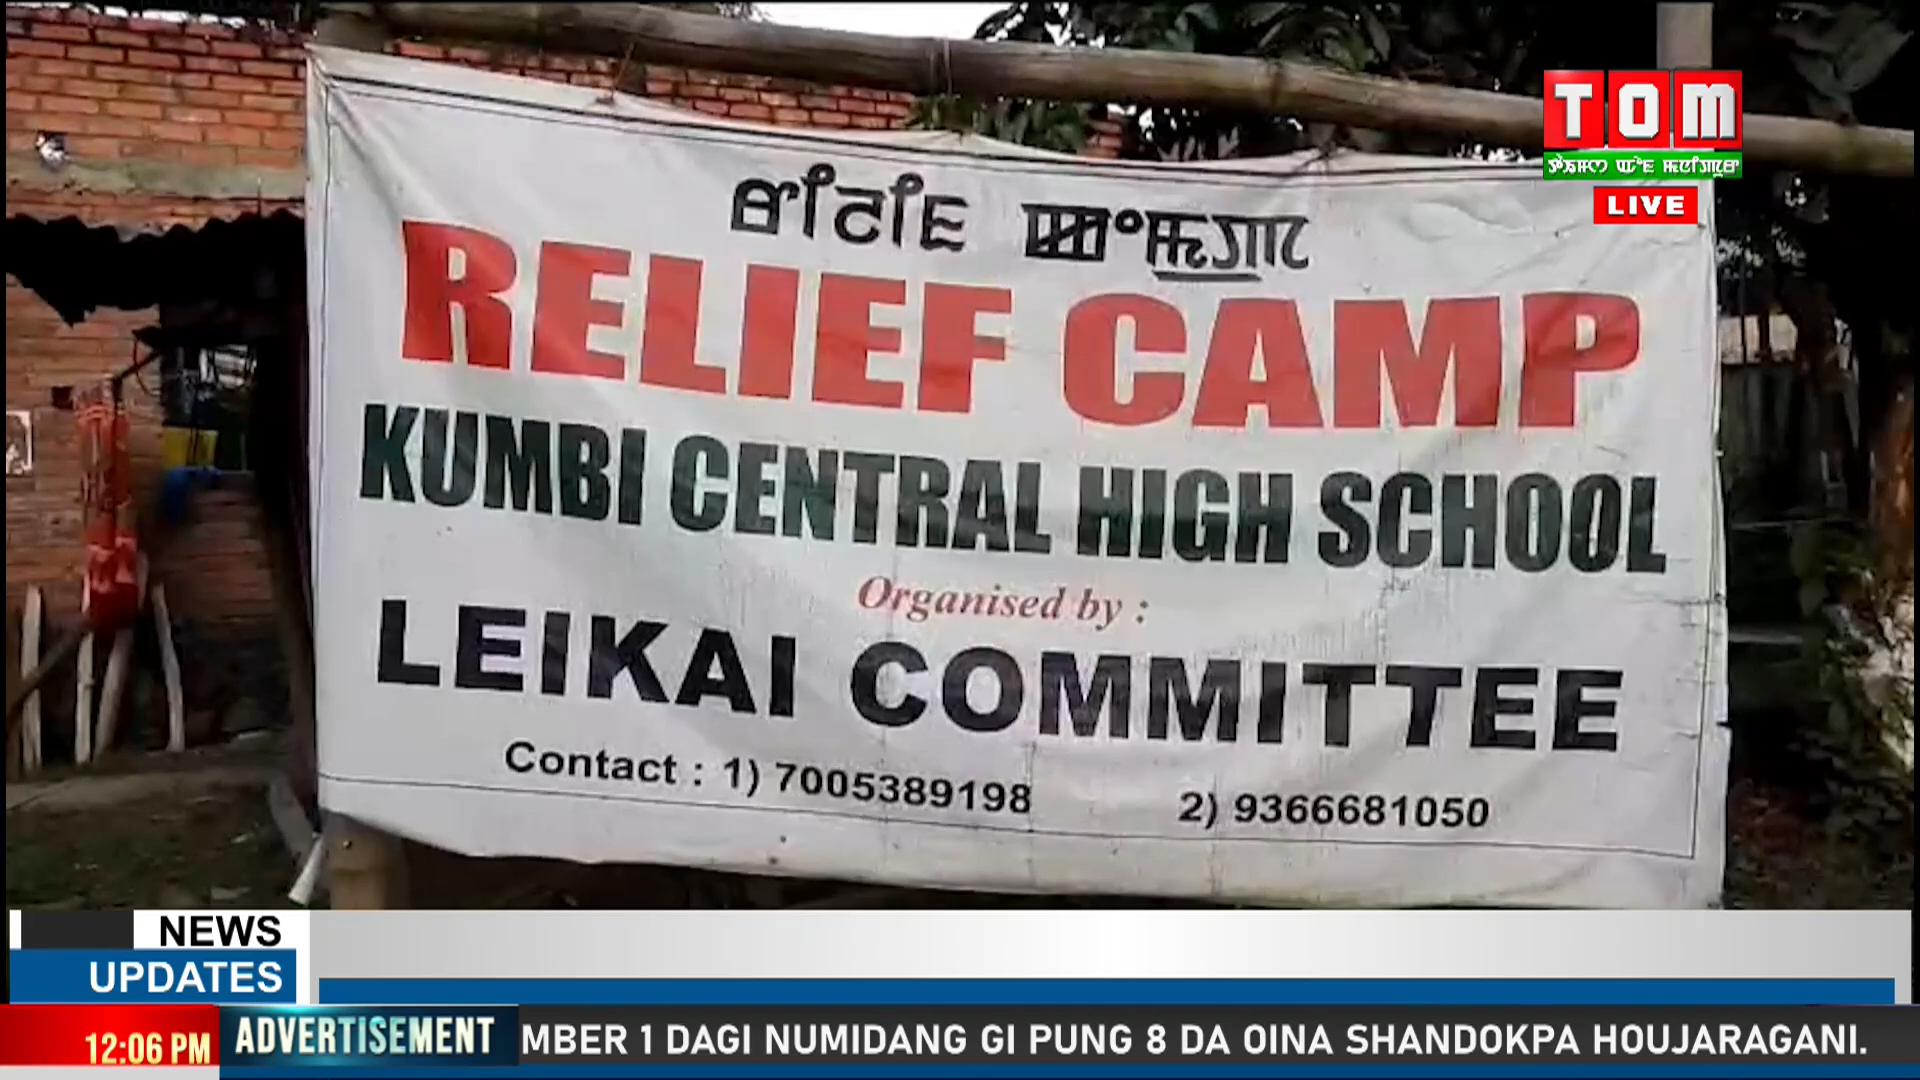 TOM
LIVE
RELIEF CAMP
KUMBI CENTRAL HIGH SCHOOL
Organised by :
LEIKAI COMMITTEE
Contact : 1) 7005389198 2) 9366681050
NEWS
UPDATES
12:06 PM ADVERTISEMENT MBER 1 DAGI NUMIDANG GI PUNG 8 DA OINA SHANDOKPA HOUJARAGANI.